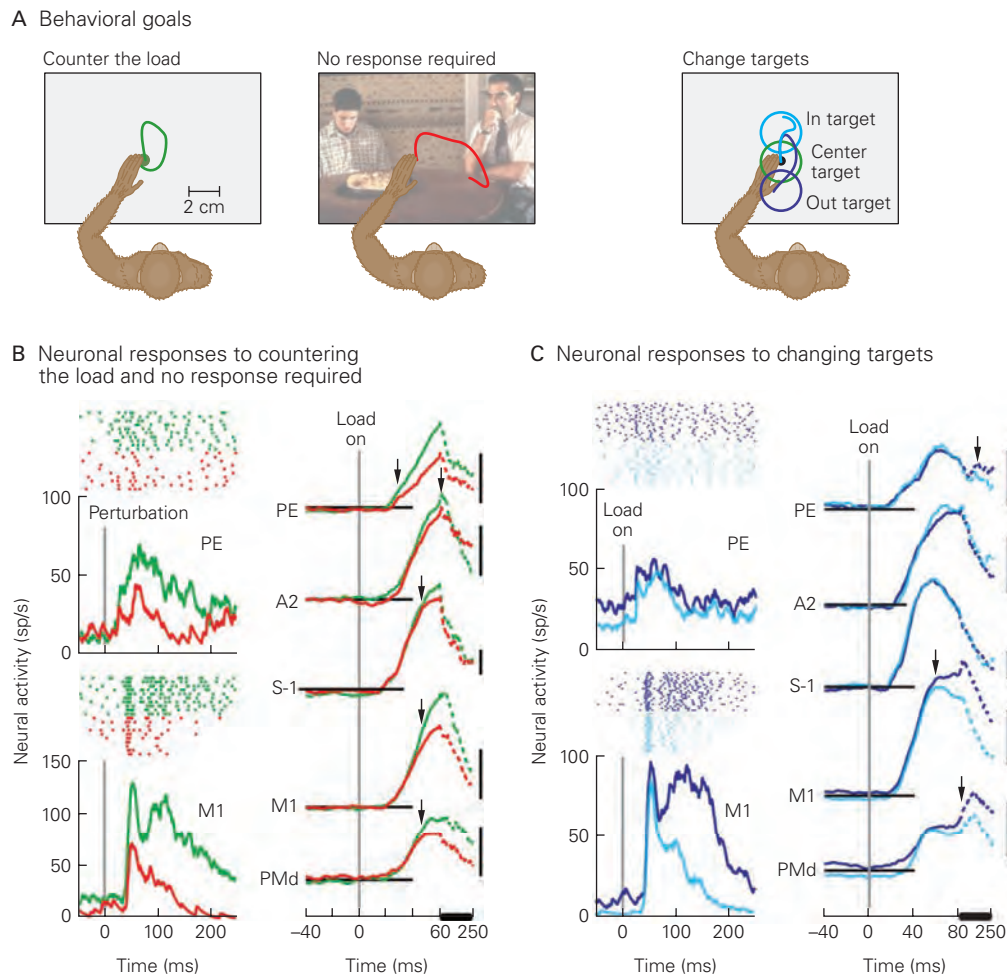 A Behavioral goals
Counter the load
No response required
Change targets
In target
Center
target
Out target
2 cm
B Neuronal responses to countering
the load and no response required
Load
on
100
Perturbation
PE
50
0
150
100
M1
50
0
0 100 200
Time (ms)
Neural activity (sp/s)
PE
A2
S-1
M1
PMd
–40 0 60 250
Time (ms)
C Neuronal responses to changing targets
Load
on
100
Load
on
PE
50
0
100
M1
50
0
0 100 200
Time (ms)
Neural activity (sp/s)
PE
A2
S-1
M1
PMd
–40 0 40 80 250
Time (ms)